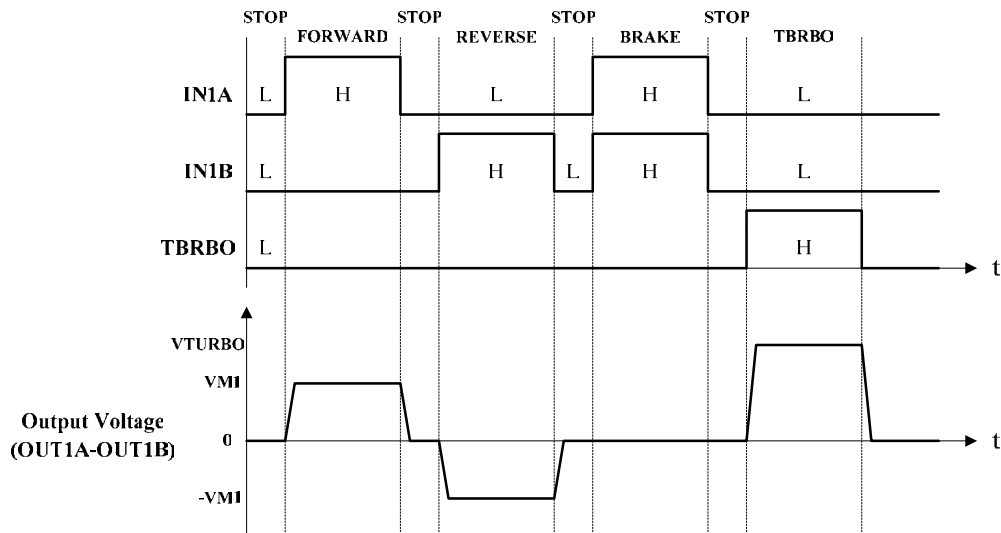 STOP STOP STOP STOP
FORWARD REVERSE BRAKE TBRBO
IN1A L H L H L
IN1B L H L H L
TBRBO L H
t
VTURBO
VM1
Output Voltage
(OUT1A-OUT1B)
0
t
-VM1